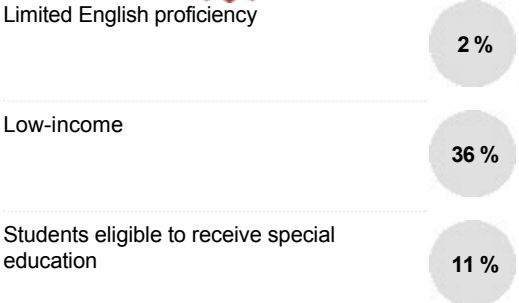 Limited English proficiency
2 %
Low-income
36 %
Students eligible to receive special
education
11 %